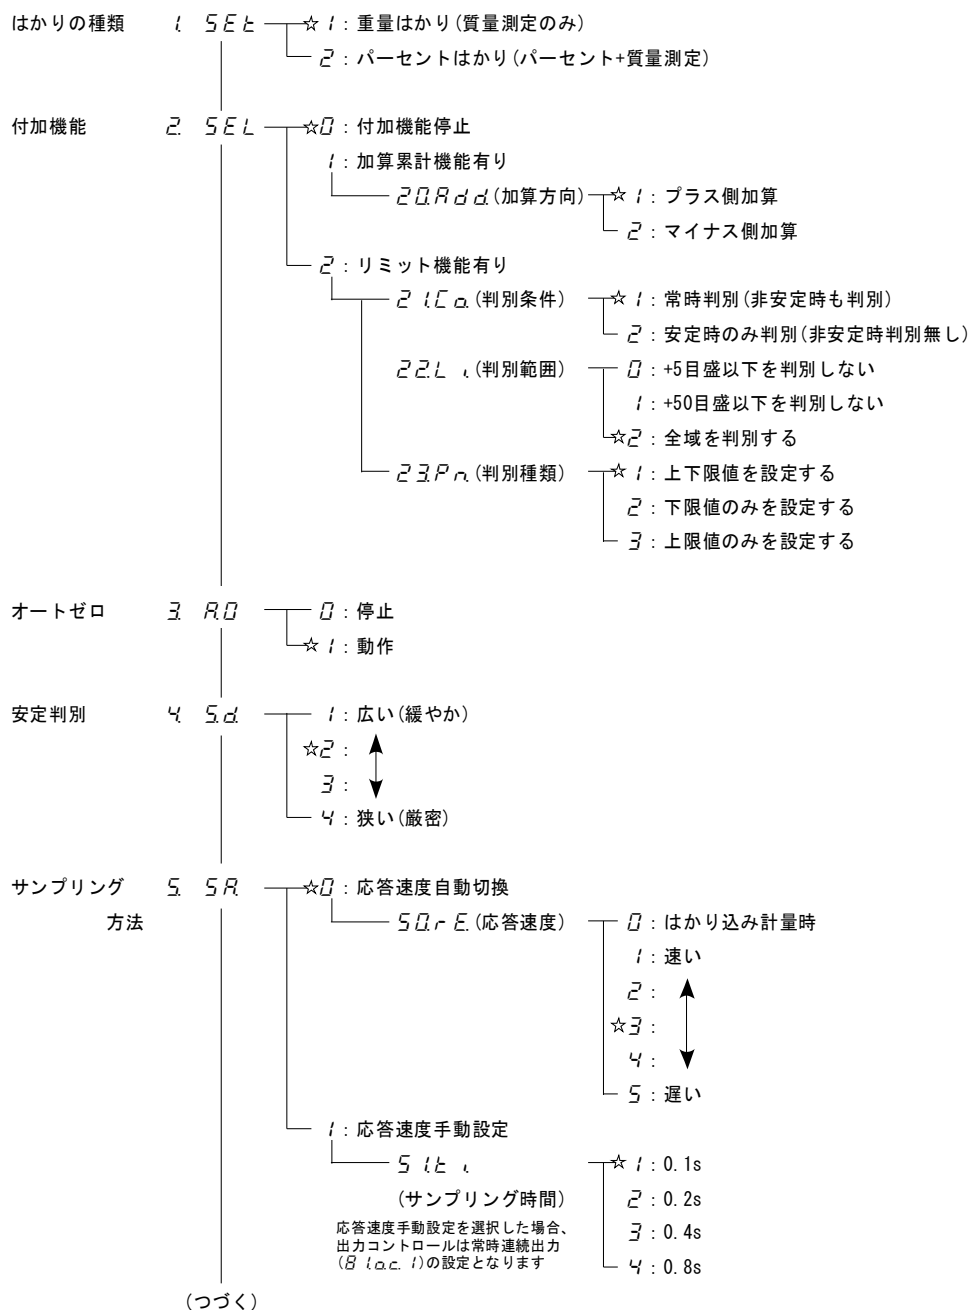 はかりの種類 1. SEt ☆1:重量はかり(質量測定のみ)
2:パーセントはかり(パーセント+質量測定)
付加機能 2. SEL ☆0:付加機能停止
1:加算累計機能有り
20.Add.(加算方向) ☆1:プラス側加算
2:マイナス側加算
2:リミット機能有り
21.Co.(判別条件) ☆1:常時判別(非安定時も判別)
2:安定時のみ判別(非安定時判別無し)
22.Li.(判別範囲) 0:+5目盛以下を判別しない
1:+50目盛以下を判別しない
☆2:全域を判別する
23.Pn.(判別種類) ☆1:上下限値を設定する
2:下限値のみを設定する
3:上限値のみを設定する
オートゼロ 3. A.0 0:停止
☆1:動作
安定判別 4. S.d. 1:広い(緩やか)
☆2:
3:
4:狭い(厳密)
サンプリング 5. SA. ☆0:応答速度自動切換
方法 50.rE.(応答速度) 0:はかり込み計量時
1:速い
2:
☆3:
4:
5:遅い
1:応答速度手動設定
51.ti. ☆1:0.1s
(サンプリング時間) 2:0.2s
応答速度手動設定を選択した場合、
出力コントロールは常時連続出力 3:0.4s
(81.o.c. 1)の設定となります 4:0.8s
(つづく)